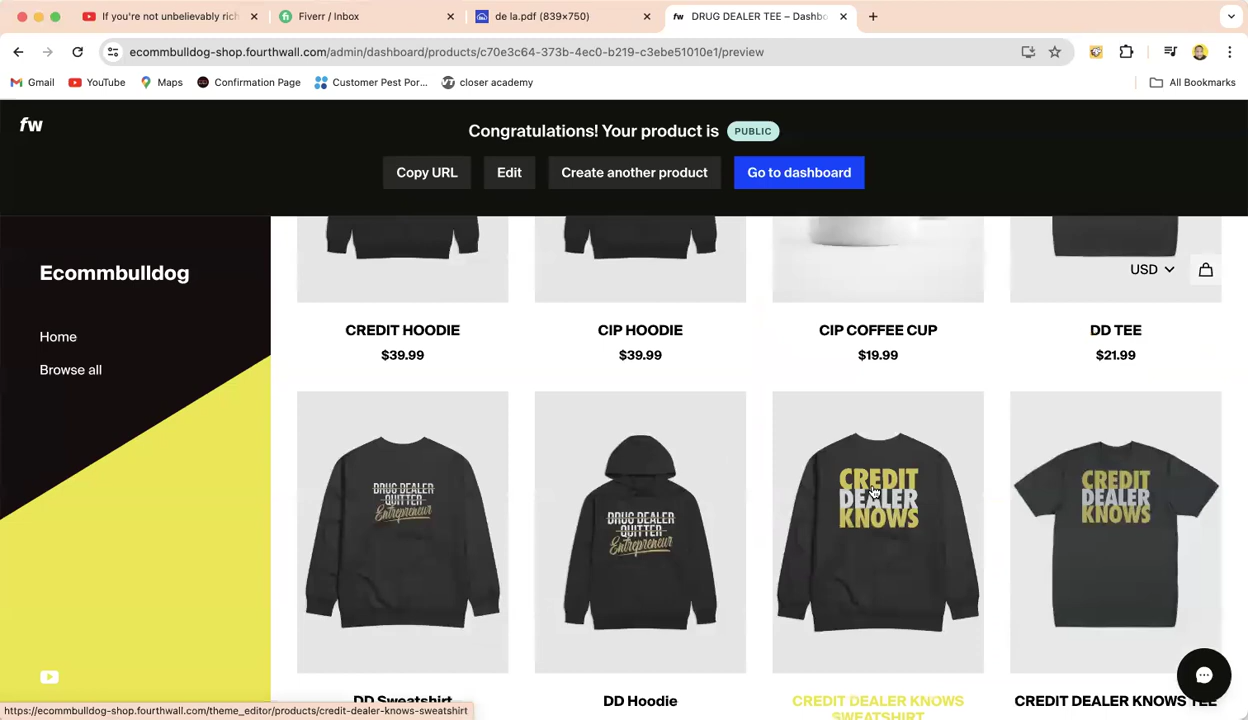 If you're not unbelievably rich
Fiverr / Inbox
de la.pdf (839×750)
fw DRUG DEALER TEE – Dashbo
ecommbulldog-shop.fourthwall.com/admin/dashboard/products/c70e3c64-373b-4ec0-b219-c3ebe51010e1/preview
Gmail
YouTube
Maps
Confirmation Page
Customer Pest Por...
closer academy
All Bookmarks
fw
Congratulations! Your product is PUBLIC
Copy URL
Edit
Create another product
Go to dashboard
Ecommbulldog
Home
Browse all
USD
CREDIT HOODIE
$39.99
CIP HOODIE
$39.99
CIP COFFEE CUP
$19.99
DD TEE
$21.99
DRUG DEALER
QUITTER
Entrepreneur
DRUG DEALER
QUITTER
Entrepreneur
CREDIT
DEALER
KNOWS
CREDIT
DEALER
KNOWS
DD Sweatshirt
DD Hoodie
CREDIT DEALER KNOWS
SWEATSHIRT
CREDIT DEALER KNOWS TEE
https://ecommbulldog-shop.fourthwall.com/theme_editor/products/credit-dealer-knows-sweatshirt